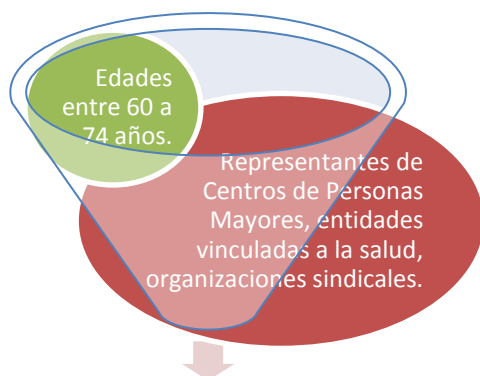 Edades
entre 60 a
74 años.
Representantes de
Centros de Personas
Mayores, entidades
vinculadas a la salud,
organizaciones sindicales.